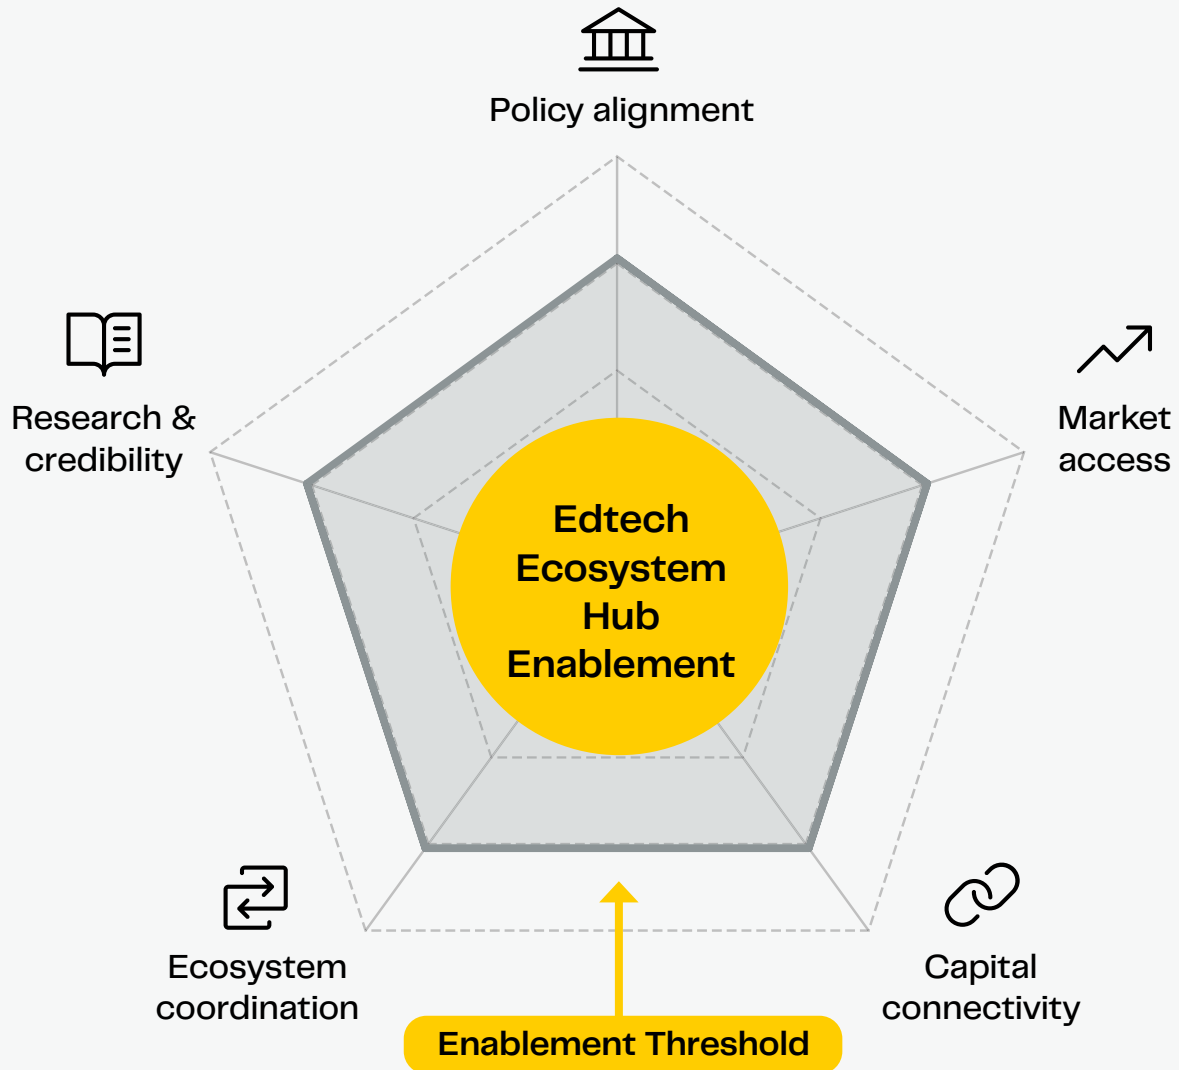 Policy alignment
Research &
credibility
Market
access
Edtech
Ecosystem
Hub
Enablement
Ecosystem
coordination
Capital
connectivity
Enablement Threshold